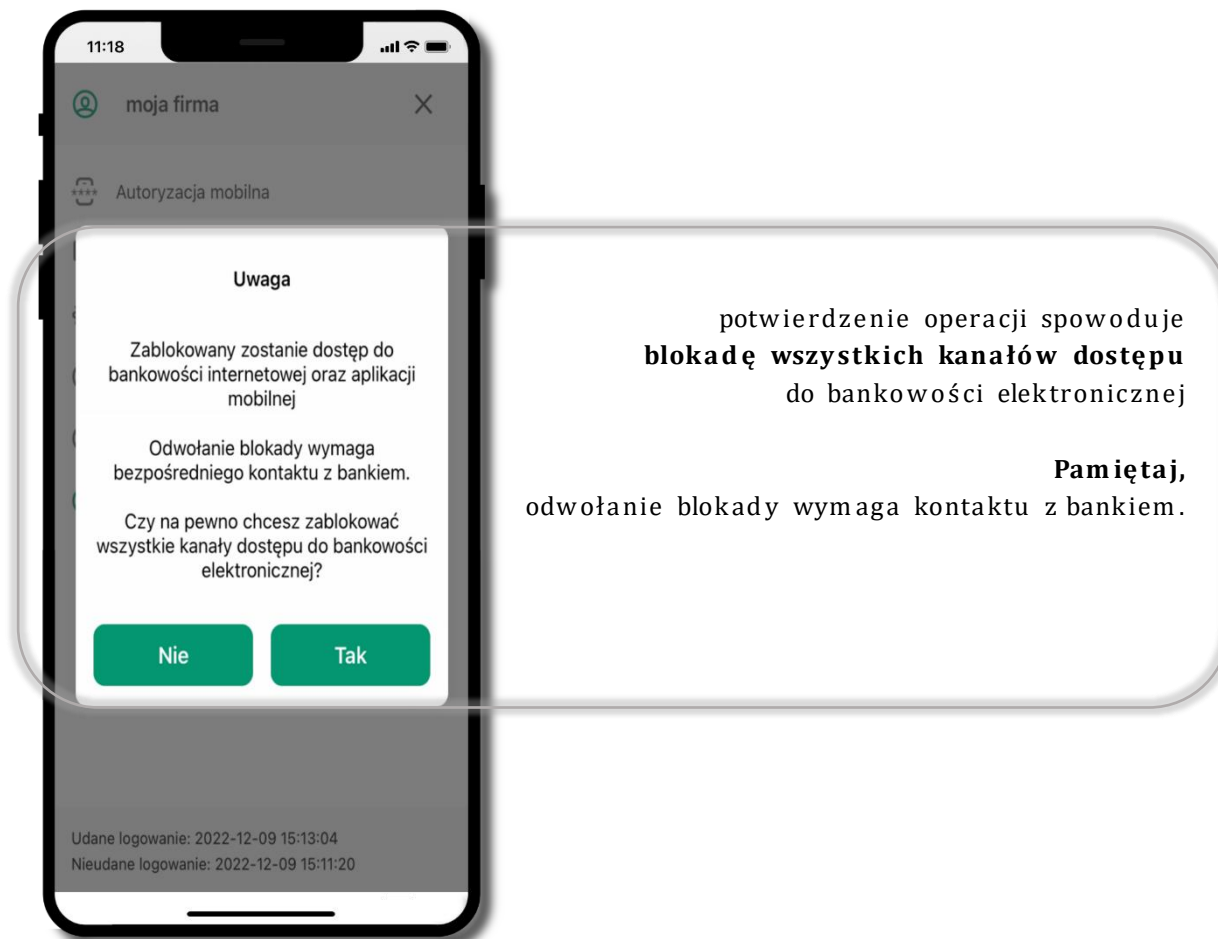 11:18
moja firma
Autoryzacja mobilna
Uwaga
Zablokowany zostanie dostęp do
bankowości internetowej oraz aplikacji
mobilnej
Odwołanie blokady wymaga
bezpośredniego kontaktu z bankiem.
Czy na pewno chcesz zablokować
wszystkie kanały dostępu do bankowości
elektronicznej?
Nie
Tak
Udane logowanie: 2022-12-09 15:13:04
Nieudane logowanie: 2022-12-09 15:11:20
potwierdzenie operacji spowoduje
blokadę wszystkich kanałów dostępu
do bankowości elektronicznej
Pamiętaj,
odwołanie blokady wymaga kontaktu z bankiem.